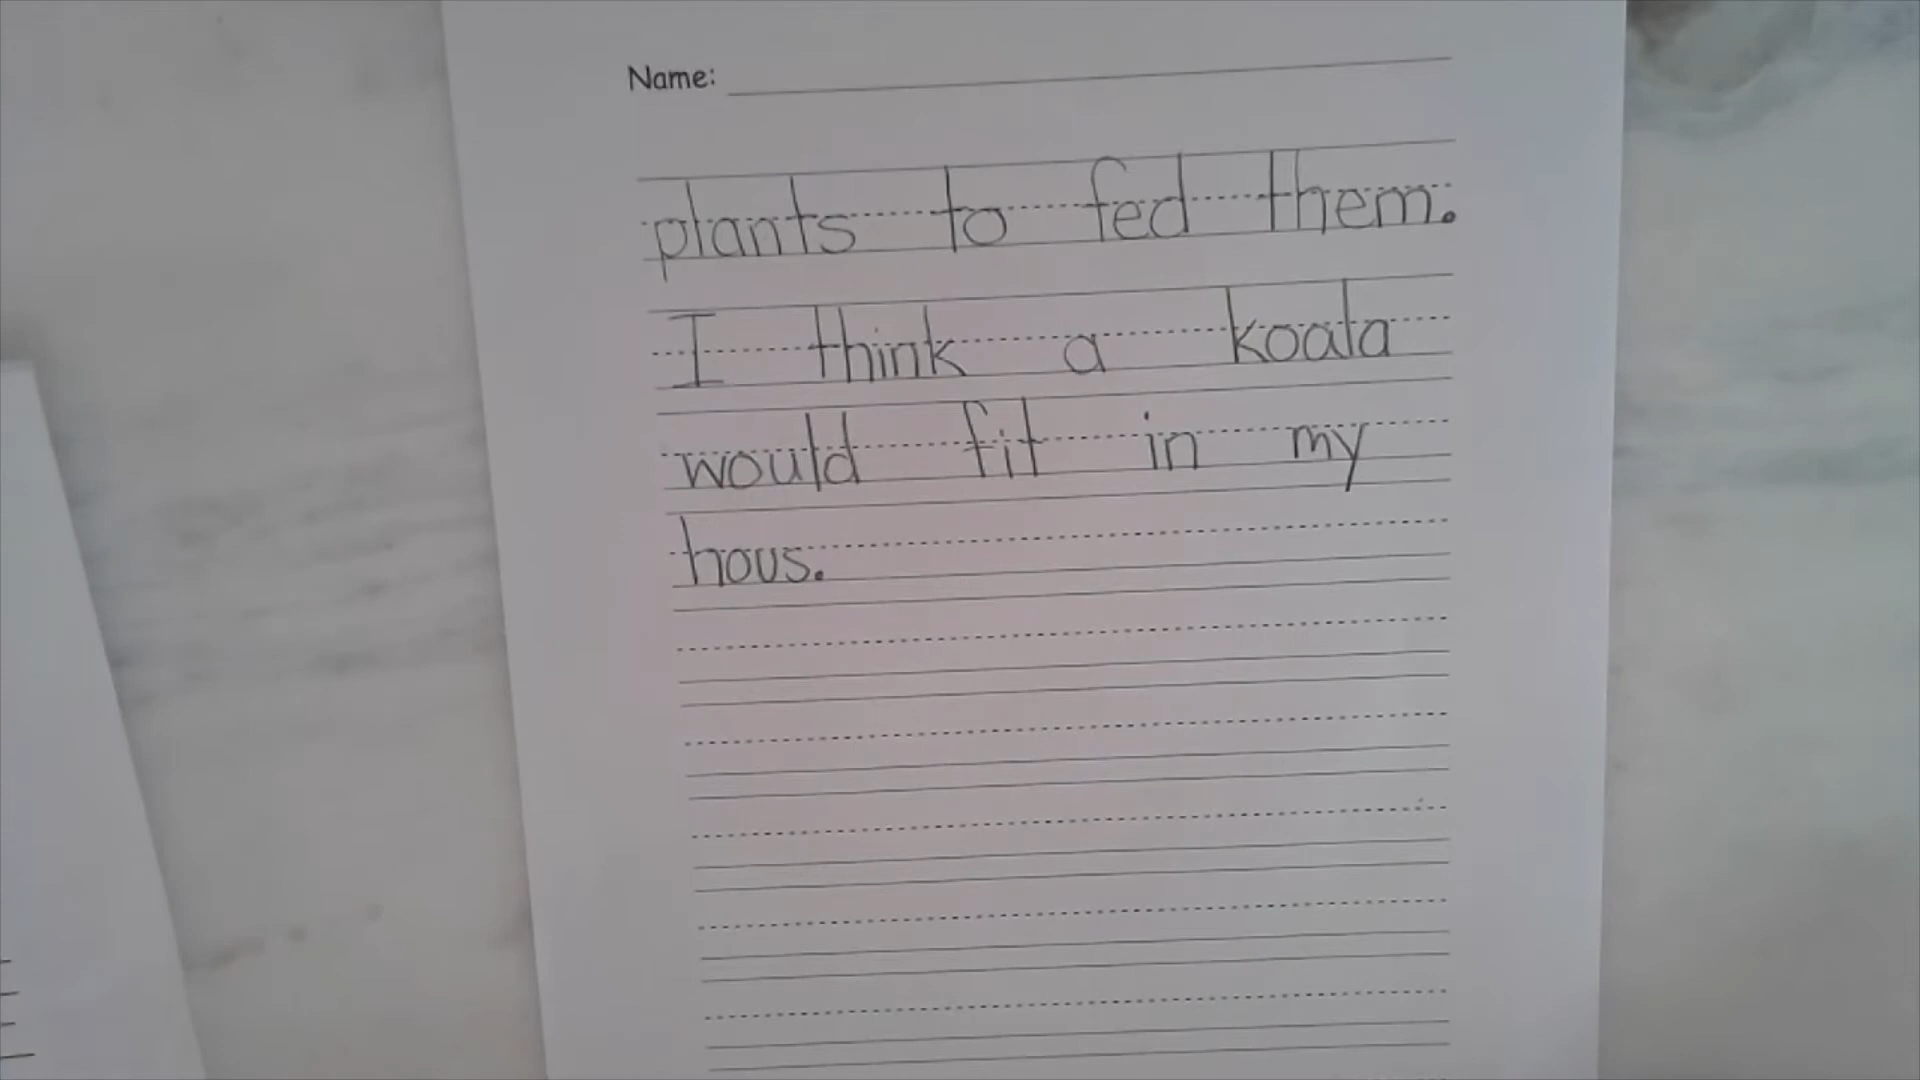 Name:
plants to fed them.
I think a koala
would fit in my
hous.